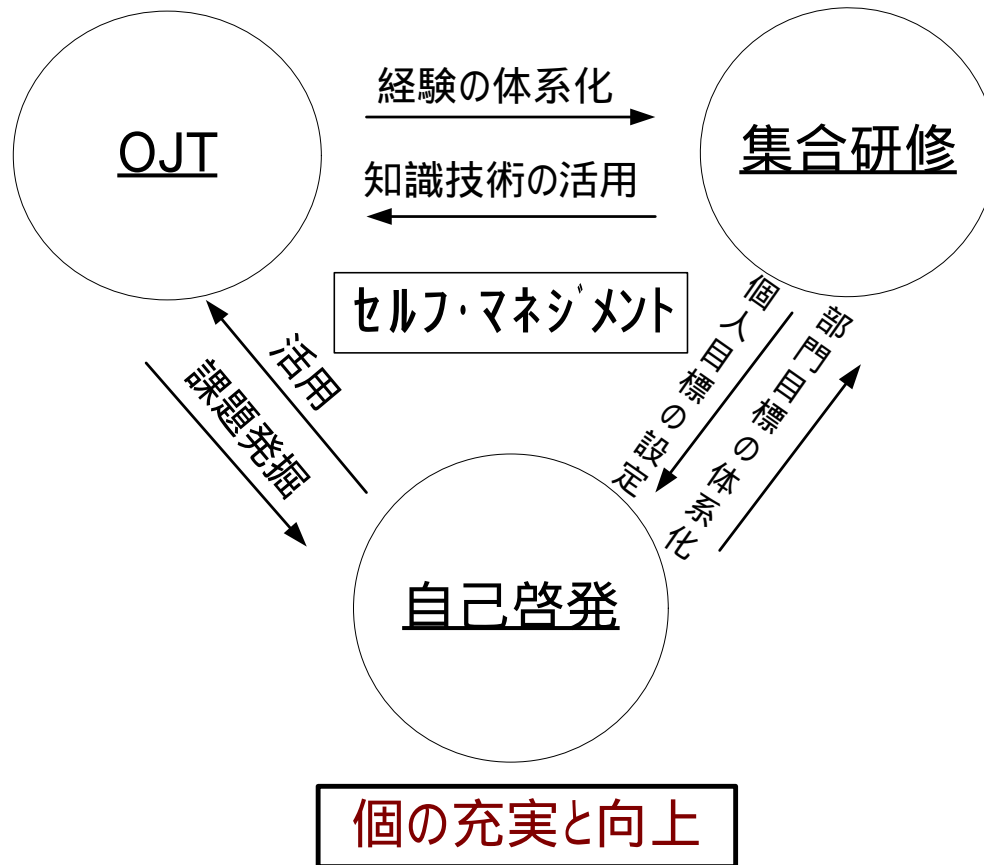 経験の体系化
OJT
集合研修
知識技術の活用
セルフ・マネジメント
活用
課題発掘
個人目標の設定
部門目標の体系化
自己啓発
個の充実と向上